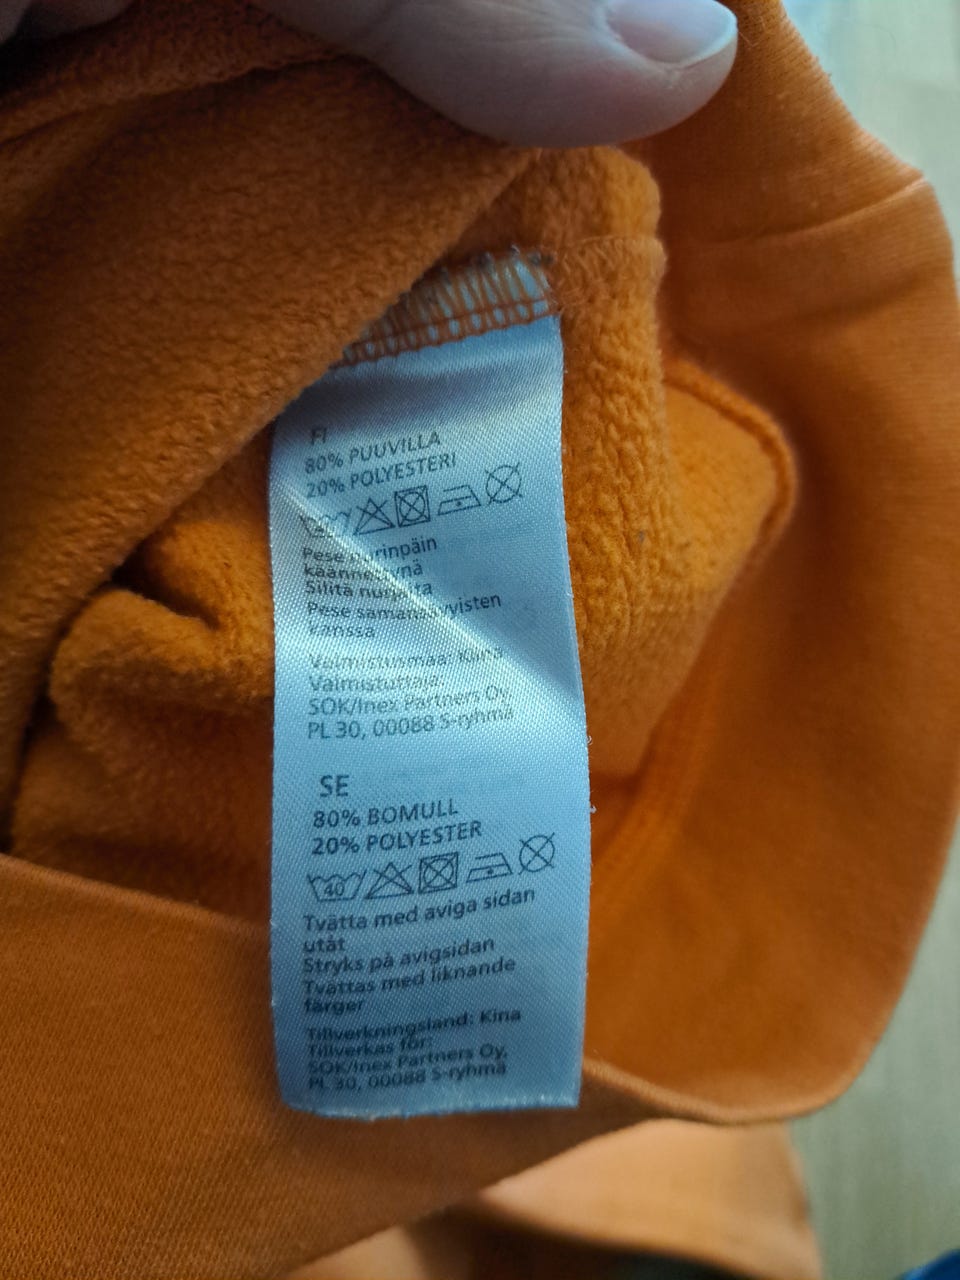 FI
80% PUUVILLA
20% POLYESTERI
40
Pese nurinpäin
käännettynä
Silitä nurjalta
Pese samansävyisten
kanssa
Valmistusmaa: Kiina
Valmistuttaja:
SOK/Inex Partners Oy,
PL 30, 00088 S-ryhmä
SE
80% BOMULL
20% POLYESTER
40
Tvätta med aviga sidan
utåt
Stryks på avigsidan
Tvättas med liknande
färger
Tillverkningsland: Kina
Tillverkas för:
SOK/Inex Partners Oy,
PL 30, 00088 S-ryhmä